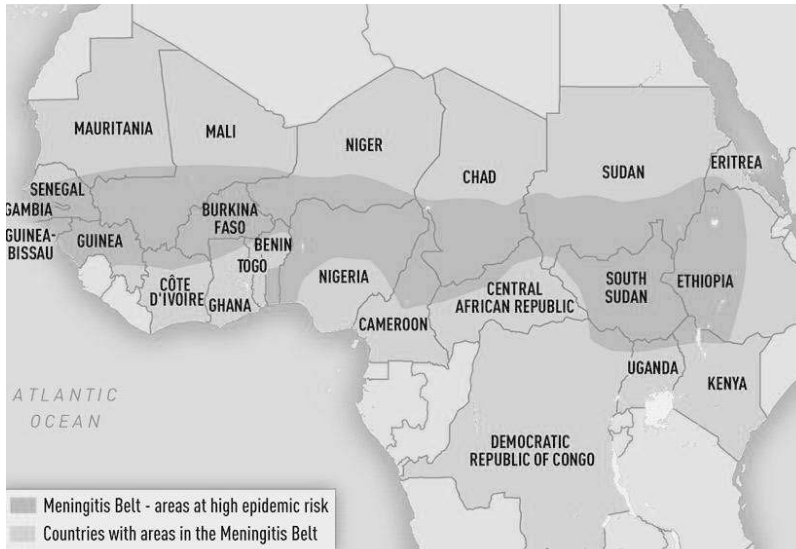 MAURITANIA
MALI
NIGER
CHAD
SUDAN
ERITREA
SENEGAL
GAMBIA
GUINEA-
BISSAU
GUINEA
BURKINA
FASO
BENIN
TOGO
CÔTE
D'IVOIRE
GHANA
NIGERIA
CAMEROON
CENTRAL
AFRICAN REPUBLIC
SOUTH
SUDAN
ETHIOPIA
UGANDA
KENYA
DEMOCRATIC
REPUBLIC OF CONGO
ATLANTIC
OCEAN
Meningitis Belt - areas at high epidemic risk
Countries with areas in the Meningitis Belt